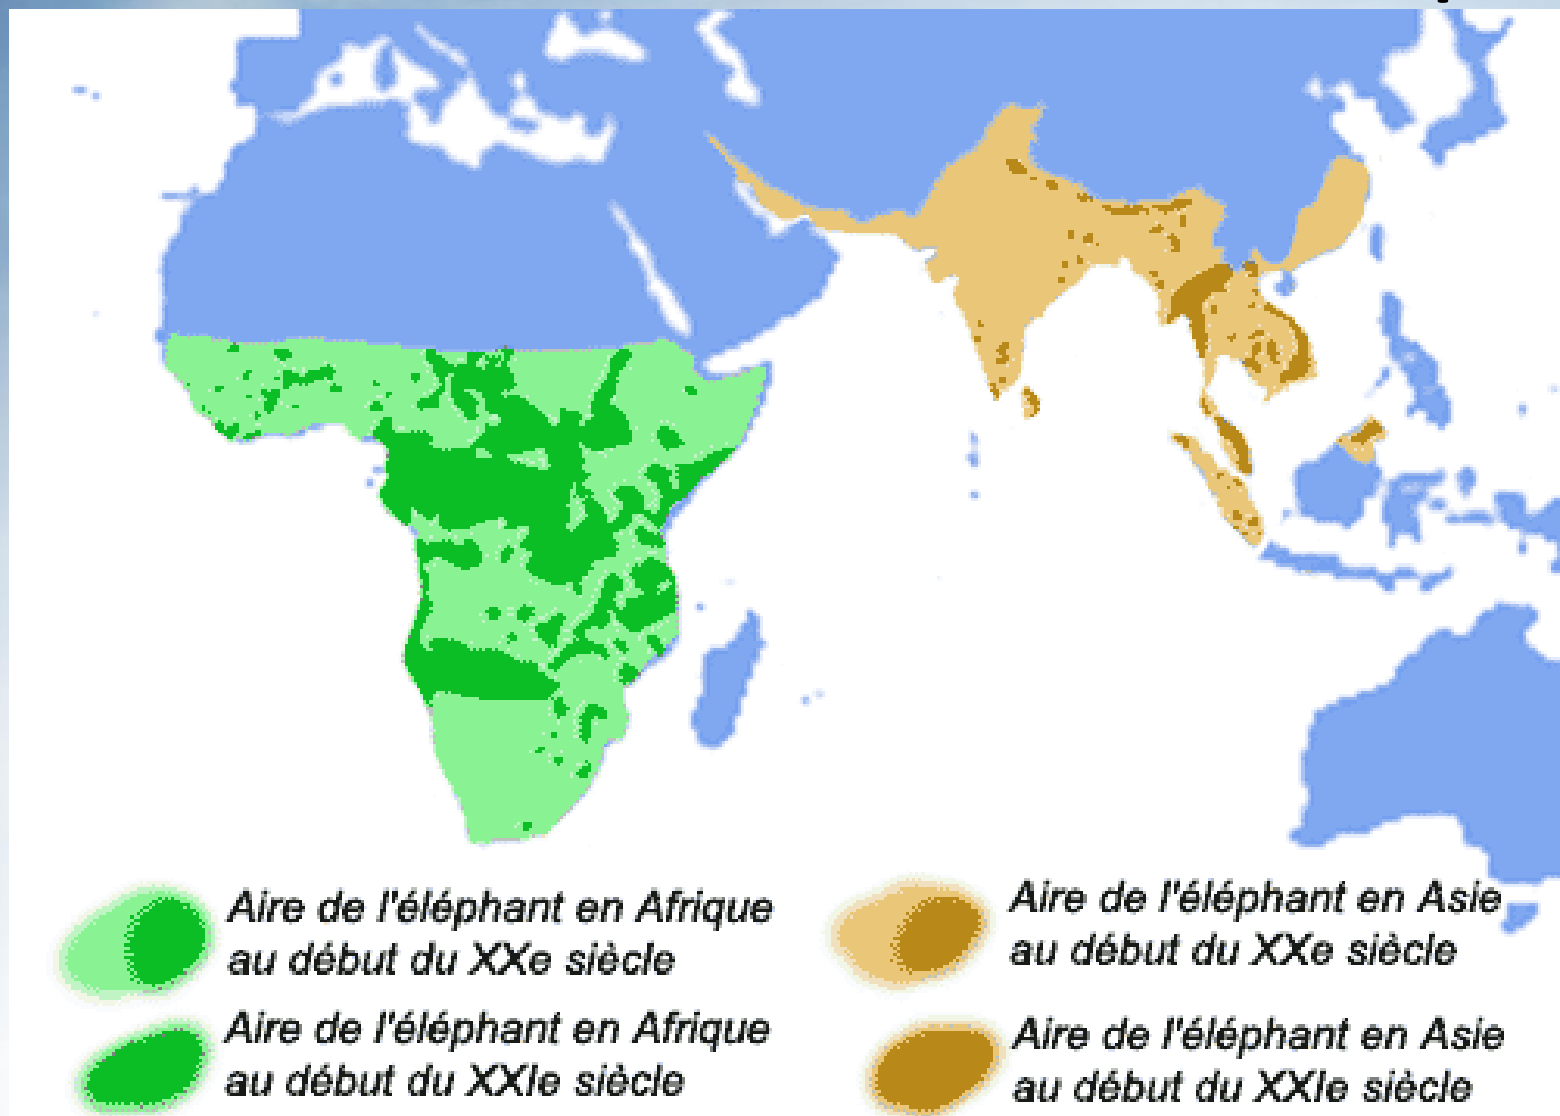 Aire de l'éléphant en Afrique
au début du XXe siècle
Aire de l'éléphant en Afrique
au début du XXIe siècle
Aire de l'éléphant en Asie
au début du XXe siècle
Aire de l'éléphant en Asie
au début du XXIe siècle